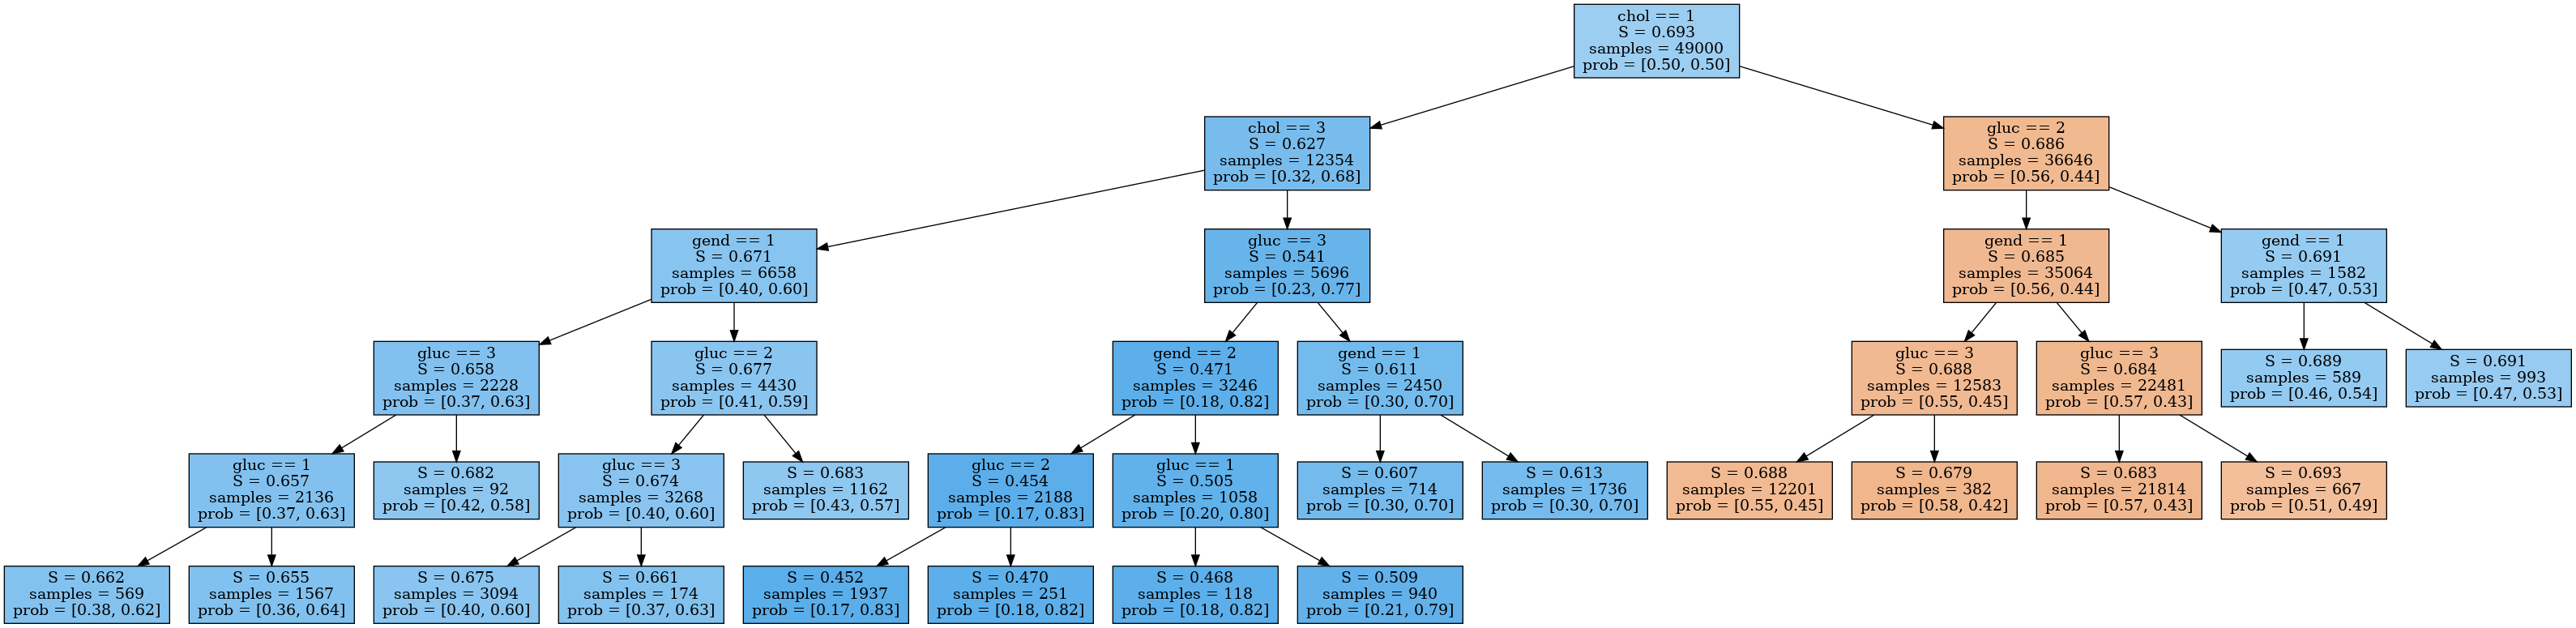 chol == 1
S = 0.693
samples = 49000
prob = [0.50, 0.50]
chol == 3
S = 0.627
samples = 12354
prob = [0.32, 0.68]
gluc == 2
S = 0.686
samples = 36646
prob = [0.56, 0.44]
gend == 1
S = 0.671
samples = 6658
prob = [0.40, 0.60]
gluc == 3
S = 0.541
samples = 5696
prob = [0.23, 0.77]
gend == 1
S = 0.685
samples = 35064
prob = [0.56, 0.44]
gend == 1
S = 0.691
samples = 1582
prob = [0.47, 0.53]
gluc == 3
S = 0.658
samples = 2228
prob = [0.37, 0.63]
gluc == 2
S = 0.677
samples = 4430
prob = [0.41, 0.59]
gend == 2
S = 0.471
samples = 3246
prob = [0.18, 0.82]
gend == 1
S = 0.611
samples = 2450
prob = [0.30, 0.70]
gluc == 3
S = 0.688
samples = 12583
prob = [0.55, 0.45]
gluc == 3
S = 0.684
samples = 22481
prob = [0.57, 0.43]
S = 0.689
samples = 589
prob = [0.46, 0.54]
S = 0.691
samples = 993
prob = [0.47, 0.53]
gluc == 1
S = 0.657
samples = 2136
prob = [0.37, 0.63]
S = 0.682
samples = 92
prob = [0.42, 0.58]
gluc == 3
S = 0.674
samples = 3268
prob = [0.40, 0.60]
S = 0.683
samples = 1162
prob = [0.43, 0.57]
gluc == 2
S = 0.454
samples = 2188
prob = [0.17, 0.83]
gluc == 1
S = 0.505
samples = 1058
prob = [0.20, 0.80]
S = 0.607
samples = 714
prob = [0.30, 0.70]
S = 0.613
samples = 1736
prob = [0.30, 0.70]
S = 0.688
samples = 12201
prob = [0.55, 0.45]
S = 0.679
samples = 382
prob = [0.58, 0.42]
S = 0.683
samples = 21814
prob = [0.57, 0.43]
S = 0.693
samples = 667
prob = [0.51, 0.49]
S = 0.662
samples = 569
prob = [0.38, 0.62]
S = 0.655
samples = 1567
prob = [0.36, 0.64]
S = 0.675
samples = 3094
prob = [0.40, 0.60]
S = 0.661
samples = 174
prob = [0.37, 0.63]
S = 0.452
samples = 1937
prob = [0.17, 0.83]
S = 0.470
samples = 251
prob = [0.18, 0.82]
S = 0.468
samples = 118
prob = [0.18, 0.82]
S = 0.509
samples = 940
prob = [0.21, 0.79]